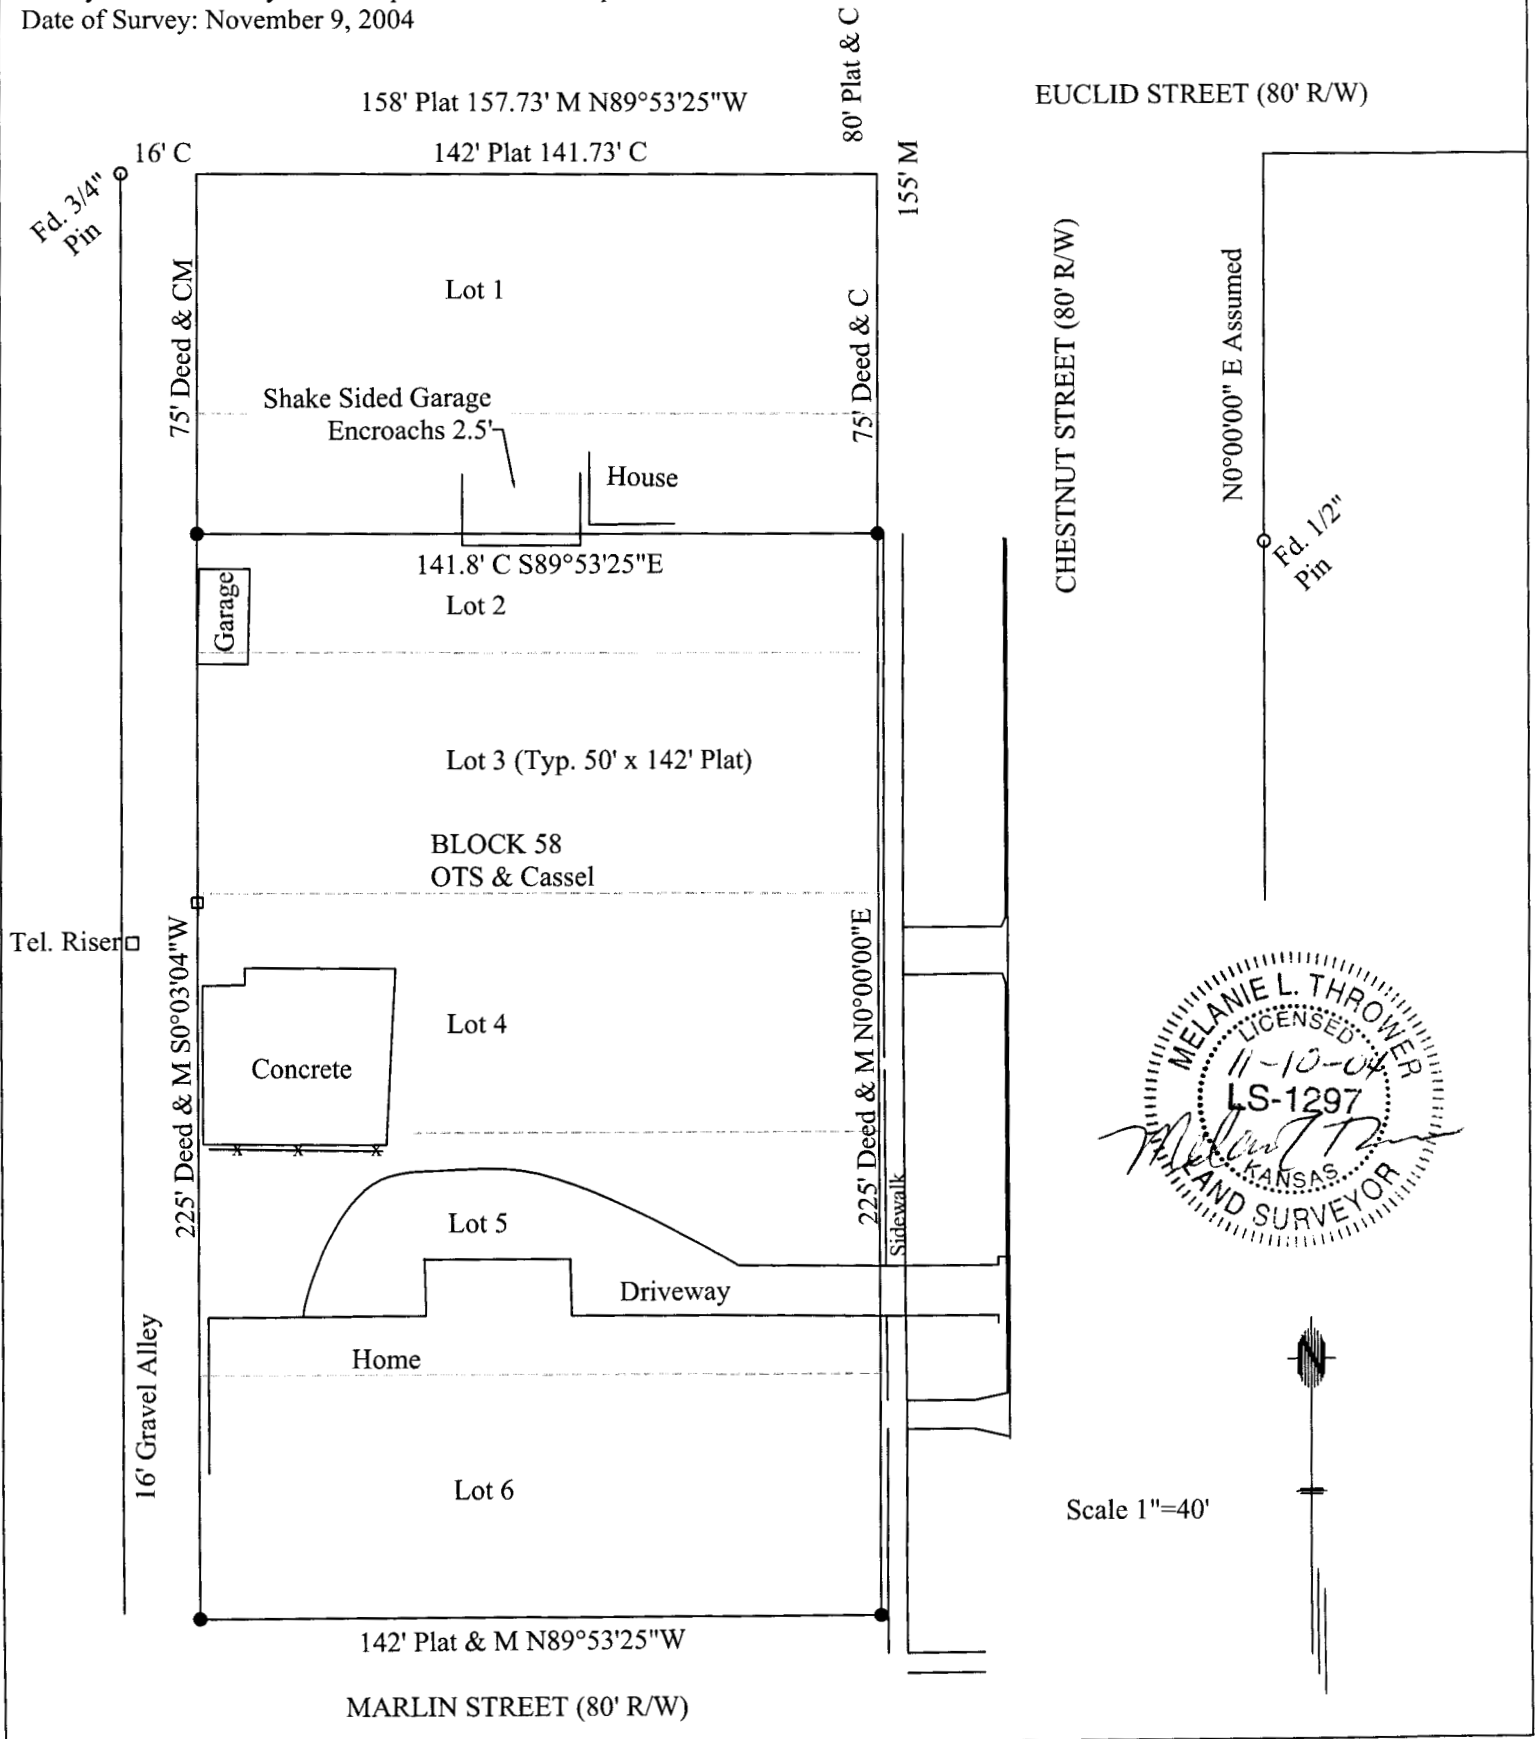 Date of Survey: November 9, 2004
80' Plat & C
158' Plat 157.73' M N89°53'25"W
EUCLID STREET (80' R/W)
16' C
142' Plat 141.73' C
155' M
Fd. 3/4"
Pin
75' Deed & CM
Lot 1
75' Deed & C
CHESTNUT STREET (80' R/W)
N0°00'00" E Assumed
Shake Sided Garage
Encroachs 2.5'
House
Fd. 1/2"
Pin
141.8' C S89°53'25"E
Garage
Lot 2
Lot 3 (Typ. 50' x 142' Plat)
BLOCK 58
OTS & Cassel
Tel. Riser
225' Deed & M S0°03'04"W
225' Deed & M N0°00'00"E
Lot 4
Concrete
x x x
Sidewalk
Lot 5
Driveway
MELANIE L. THROWER
LICENSED
11-10-04
LS-1297
KANSAS
LAND SURVEYOR
16' Gravel Alley
Home
N
Lot 6
Scale 1"=40'
142' Plat & M N89°53'25"W
MARLIN STREET (80' R/W)